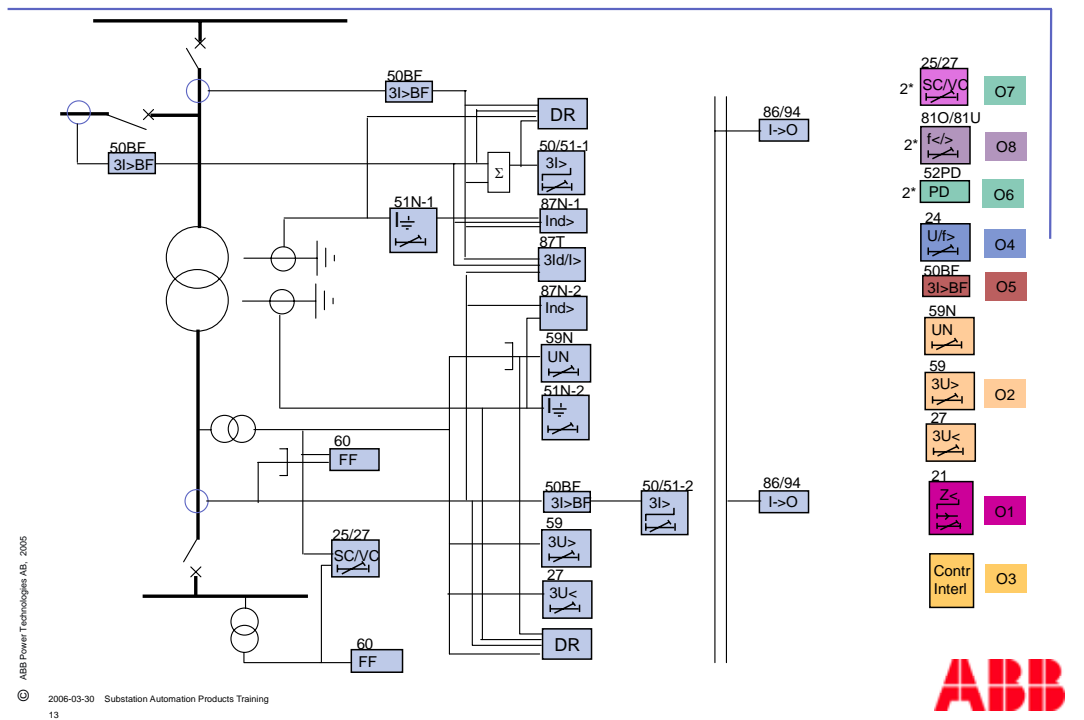 50BF
3I>BF
50BF
3I>BF
DR
50/51-1
3I>
Σ
51N-1
I
87N-1
Ind>
87T
3Id/I>
87N-2
Ind>
59N
UN
51N-2
I
60
FF
50BF
3I>BF
50/51-2
3I>
59
3U>
25/27
SC/VC
27
3U<
DR
60
FF
86/94
I->O
86/94
I->O
25/27
2*
SC/VC
O7
81O/81U
2*
f</>
O8
52PD
2*
PD
O6
24
U/f>
O4
50BF
3I>BF
O5
59N
UN
59
3U>
O2
27
3U<
21
Z<
O1
Contr
Interl
O3
© ABB Power Technologies AB, 2005
2006-03-30 Substation Automation Products Training
13
ABB